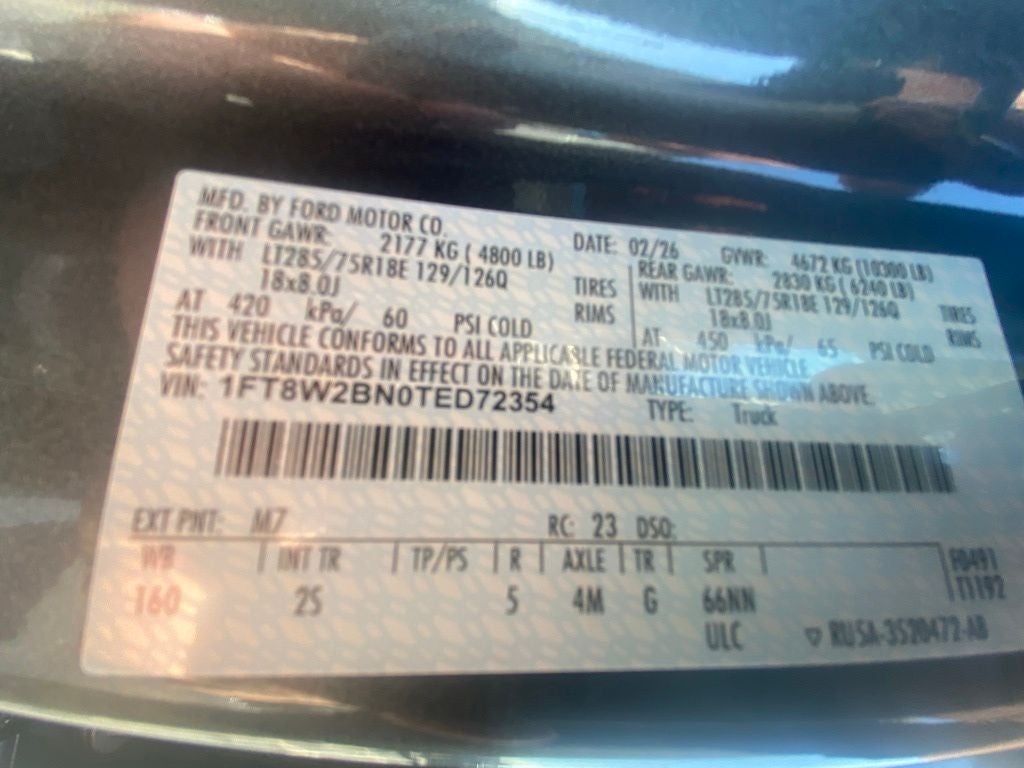 MFD. BY FORD MOTOR CO.
DATE: 02/26 GVWR: 4672 KG (10300 LB)
FRONT GAWR: 2177 KG ( 4800 LB) REAR GAWR: 2830 KG ( 6240 LB)
WITH LT285/75R18E 129/126Q TIRES WITH LT285/75R18E 129/126Q TIRES
18x8.0J RIMS 18x8.0J RIMS
AT 420 kPa/ 60 PSI COLD AT 450 kPa/ 65 PSI COLD
THIS VEHICLE CONFORMS TO ALL APPLICABLE FEDERAL MOTOR VEHICLE
SAFETY STANDARDS IN EFFECT ON THE DATE OF MANUFACTURE SHOWN ABOVE.
VIN: 1FT8W2BN0TED72354 TYPE: Truck
EXT PNT: M7 RC: 23 DSO:
WB | INT TR | TP/PS | R | AXLE | TR | SPR | F0491
160 2S 5 4M G 66NN T1192
ULC ▽ RU5A-3520472-AB